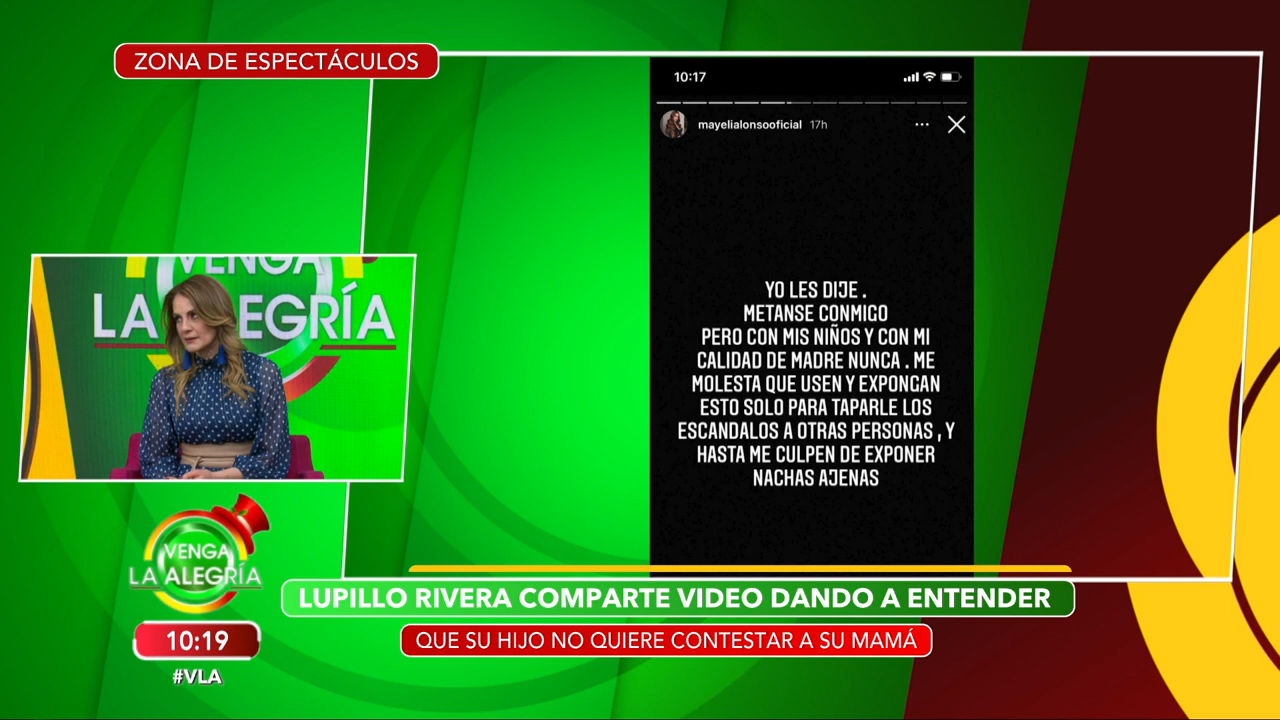 ZONA DE ESPECTÁCULOS
10:17
mayelialonsooficial 17h
YO LES DIJE .
METANSE CONMIGO
PERO CON MIS NIÑOS Y CON MI
CALIDAD DE MADRE NUNCA . ME
MOLESTA QUE USEN Y EXPONGAN
ESTO SOLO PARA TAPARLE LOS
ESCANDALOS A OTRAS PERSONAS , Y
HASTA ME CULPEN DE EXPONER
NACHAS AJENAS
VENGA
LA ALEGRÍA
VENGA
LA ALEGRÍA
LUPILLO RIVERA COMPARTE VIDEO DANDO A ENTENDER
QUE SU HIJO NO QUIERE CONTESTAR A SU MAMÁ
10:19
#VLA